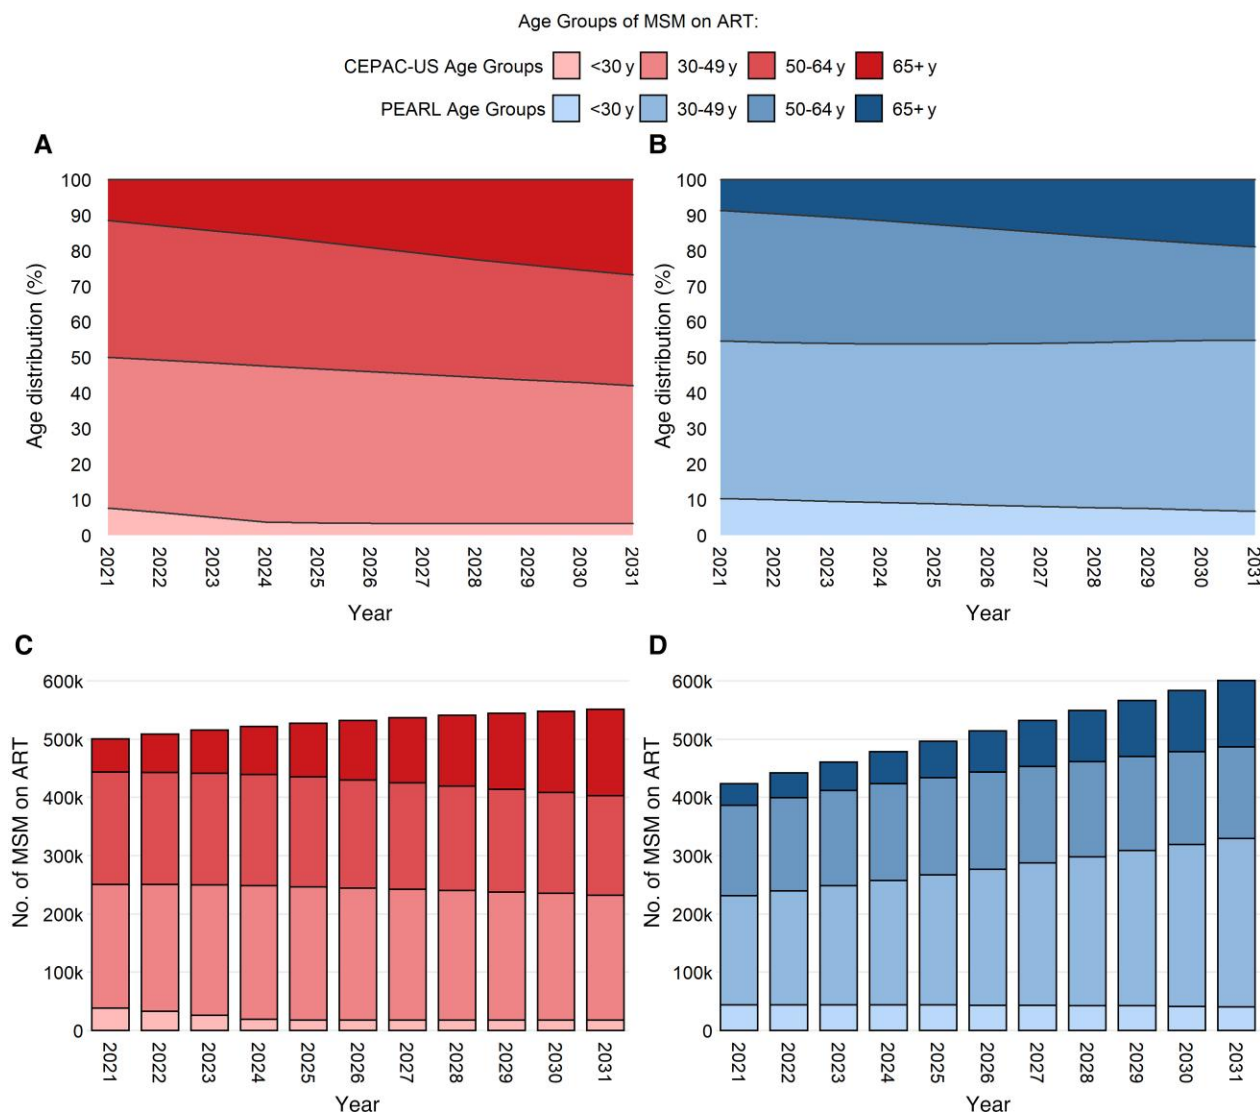 Age Groups of MSM on ART:
CEPAC-US Age Groups <30 y 30-49 y 50-64 y 65+ y
PEARL Age Groups <30 y 30-49 y 50-64 y 65+ y
A
Age distribution (%)
100
90
80
70
60
50
40
30
20
10
0
2021 2022 2023 2024 2025 2026 2027 2028 2029 2030 2031
Year
B
Age distribution (%)
100
90
80
70
60
50
40
30
20
10
0
2021 2022 2023 2024 2025 2026 2027 2028 2029 2030 2031
Year
C
No. of MSM on ART
600k
500k
400k
300k
200k
100k
0
2021 2022 2023 2024 2025 2026 2027 2028 2029 2030 2031
Year
D
No. of MSM on ART
600k
500k
400k
300k
200k
100k
0
2021 2022 2023 2024 2025 2026 2027 2028 2029 2030 2031
Year